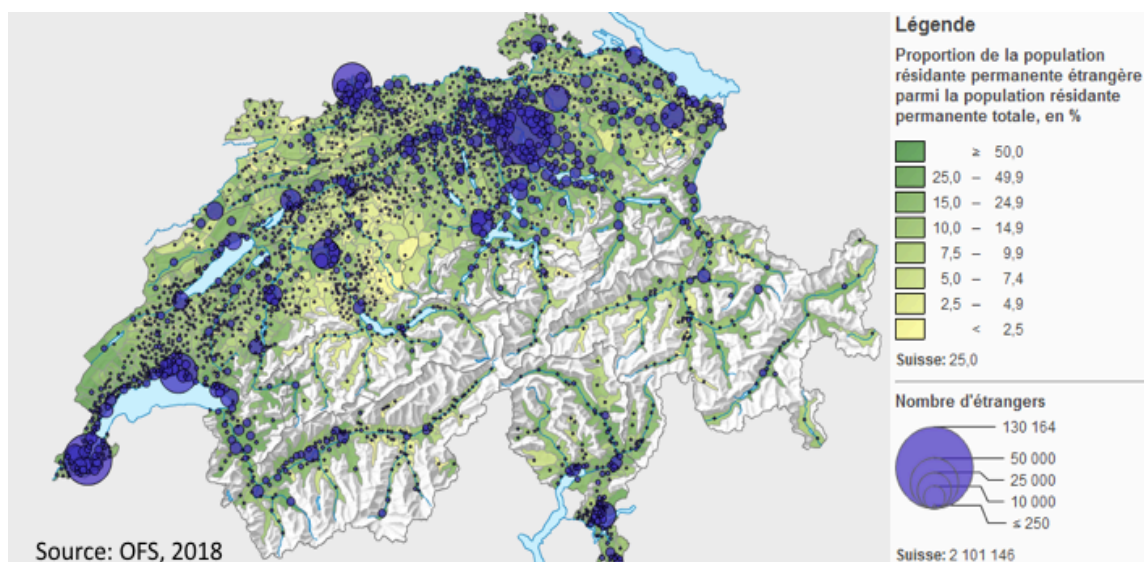 Légende
Proportion de la population
résidante permanente étrangère
parmi la population résidante
permanente totale, en %
≥ 50,0
25,0 – 49,9
15,0 – 24,9
10,0 – 14,9
7,5 – 9,9
5,0 – 7,4
2,5 – 4,9
< 2,5
Suisse: 25,0
Nombre d'étrangers
130 164
50 000
25 000
10 000
≤ 250
Suisse: 2 101 146
Source: OFS, 2018